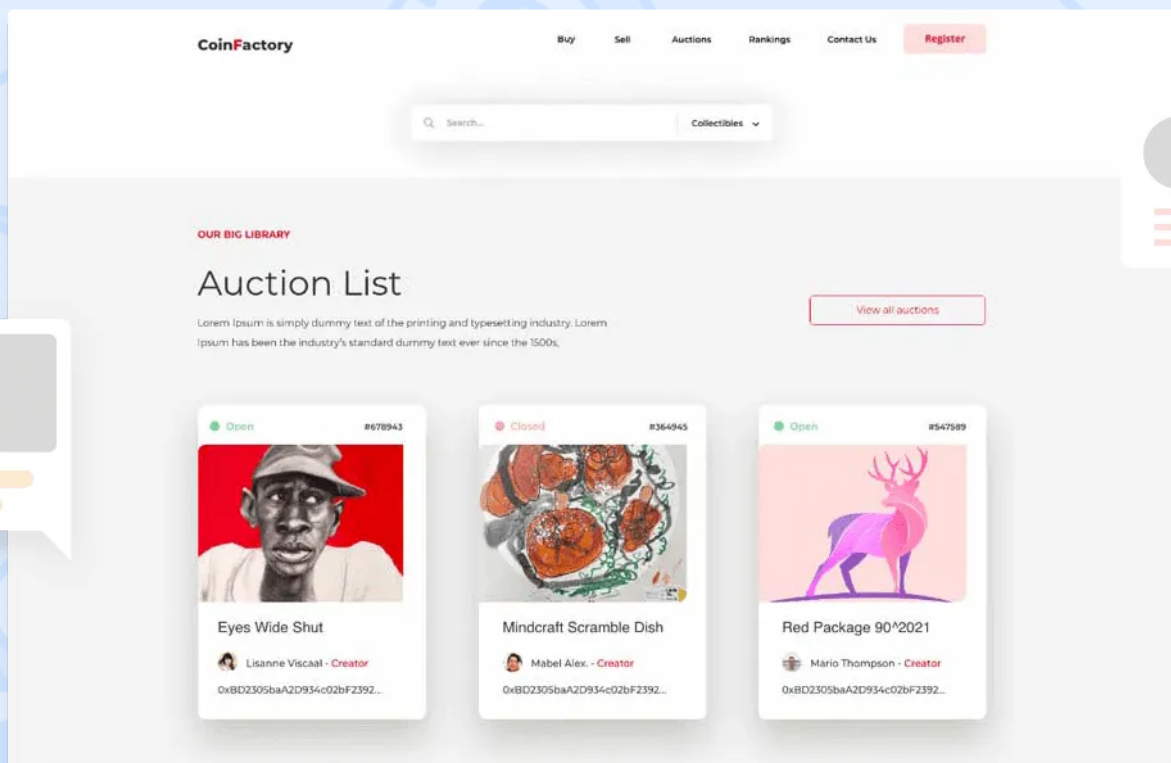 CoinFactory
Buy Sell Auctions Rankings Contact Us Register
Search... Collectibles
OUR BIG LIBRARY
Auction List
View all auctions
Lorem Ipsum is simply dummy text of the printing and typesetting industry. Lorem
Ipsum has been the industry's standard dummy text ever since the 1500s,
Open #678943
Eyes Wide Shut
Lisanne Viscaal - Creator
0xBD2305baA2D934c02bF2392...
Closed #364945
Mindcraft Scramble Dish
Mabel Alex. - Creator
0xBD2305baA2D934c02bF2392...
Open #547589
Red Package 90^2021
Mario Thompson - Creator
0xBD2305baA2D934c02bF2392...